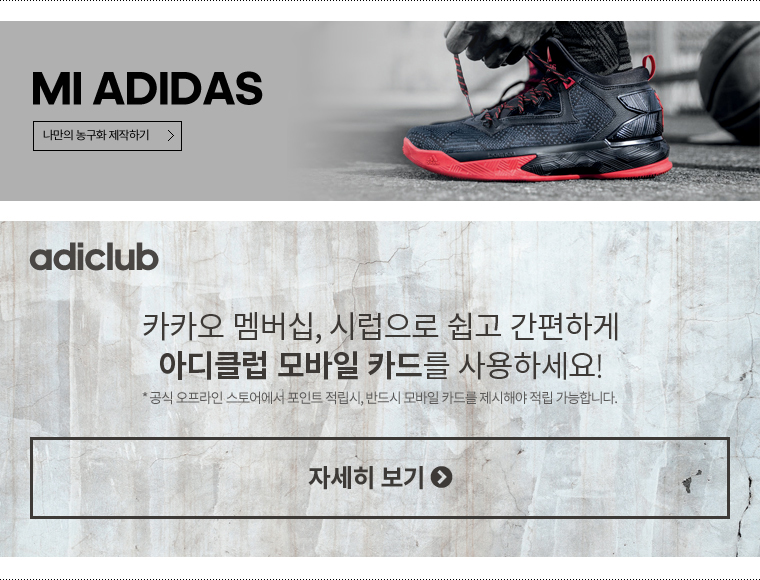 MI ADIDAS
나만의 농구화 제작하기
adiclub
카카오 멤버십, 시럽으로 쉽고 간편하게
아디클럽 모바일 카드를 사용하세요!
* 공식 오프라인 스토어에서 포인트 적립시, 반드시 모바일 카드를 제시해야 적립 가능합니다.
자세히 보기